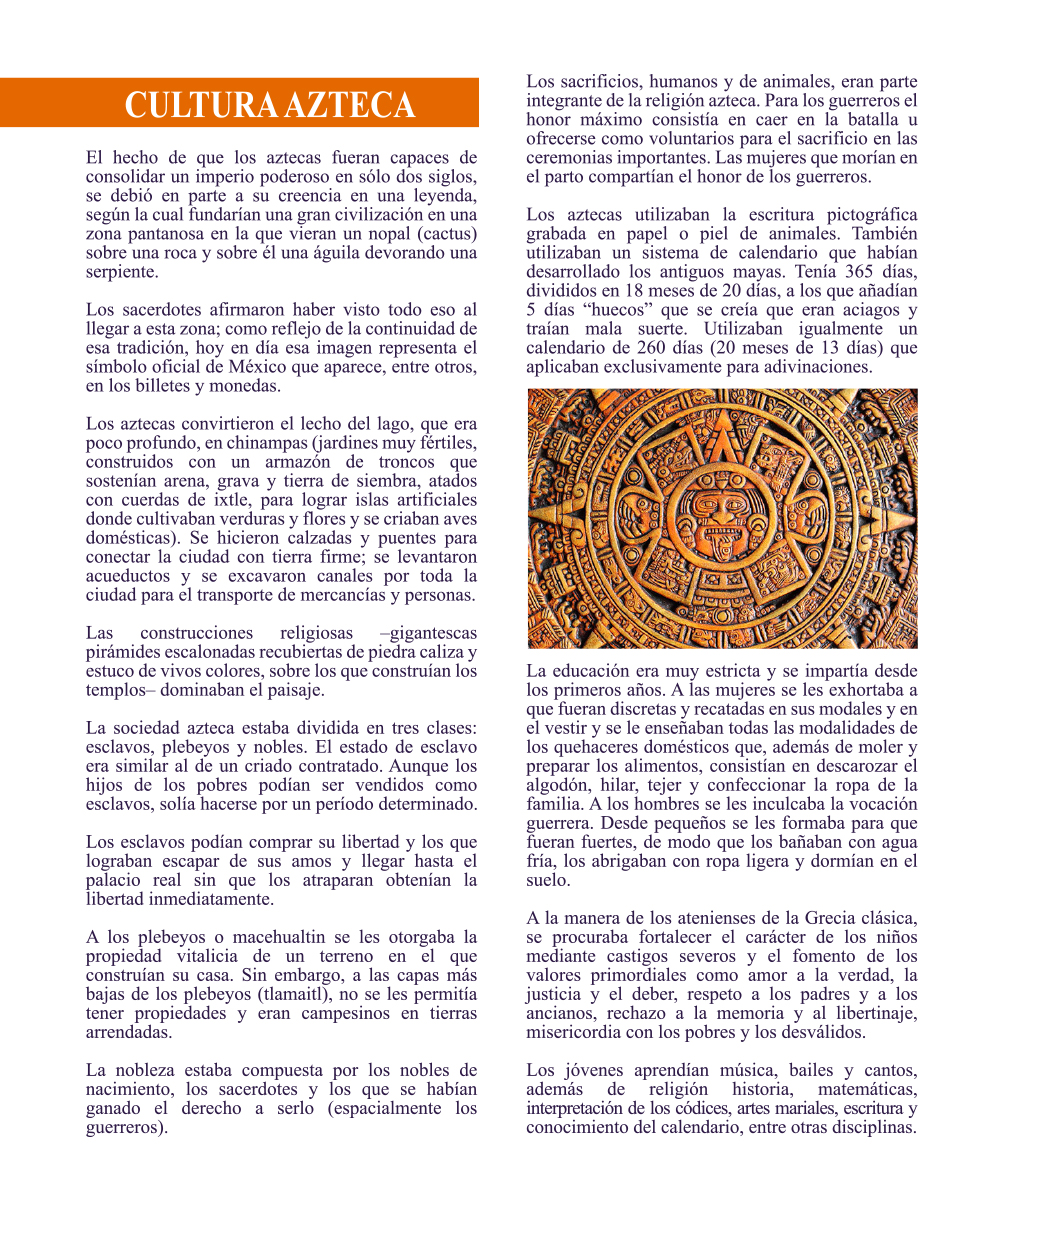 CULTURA AZTECA
El hecho de que los aztecas fueran capaces de
consolidar un imperio poderoso en sólo dos siglos,
se debió en parte a su creencia en una leyenda,
según la cual fundarían una gran civilización en una
zona pantanosa en la que vieran un nopal (cactus)
sobre una roca y sobre él una águila devorando una
serpiente.
Los sacerdotes afirmaron haber visto todo eso al
llegar a esta zona; como reflejo de la continuidad de
esa tradición, hoy en día esa imagen representa el
símbolo oficial de México que aparece, entre otros,
en los billetes y monedas.
Los aztecas convirtieron el lecho del lago, que era
poco profundo, en chinampas (jardines muy fértiles,
construidos con un armazón de troncos que
sostenían arena, grava y tierra de siembra, atados
con cuerdas de ixtle, para lograr islas artificiales
donde cultivaban verduras y flores y se criaban aves
domésticas). Se hicieron calzadas y puentes para
conectar la ciudad con tierra firme; se levantaron
acueductos y se excavaron canales por toda la
ciudad para el transporte de mercancías y personas.
Las construcciones religiosas –gigantescas
pirámides escalonadas recubiertas de piedra caliza y
estuco de vivos colores, sobre los que construían los
templos– dominaban el paisaje.
La sociedad azteca estaba dividida en tres clases:
esclavos, plebeyos y nobles. El estado de esclavo
era similar al de un criado contratado. Aunque los
hijos de los pobres podían ser vendidos como
esclavos, solía hacerse por un período determinado.
Los esclavos podían comprar su libertad y los que
lograban escapar de sus amos y llegar hasta el
palacio real sin que los atraparan obtenían la
libertad inmediatamente.
A los plebeyos o macehualtin se les otorgaba la
propiedad vitalicia de un terreno en el que
construían su casa. Sin embargo, a las capas más
bajas de los plebeyos (tlamaitl), no se les permitía
tener propiedades y eran campesinos en tierras
arrendadas.
La nobleza estaba compuesta por los nobles de
nacimiento, los sacerdotes y los que se habían
ganado el derecho a serlo (espacialmente los
guerreros).
Los sacrificios, humanos y de animales, eran parte
integrante de la religión azteca. Para los guerreros el
honor máximo consistía en caer en la batalla u
ofrecerse como voluntarios para el sacrificio en las
ceremonias importantes. Las mujeres que morían en
el parto compartían el honor de los guerreros.
Los aztecas utilizaban la escritura pictográfica
grabada en papel o piel de animales. También
utilizaban un sistema de calendario que habían
desarrollado los antiguos mayas. Tenía 365 días,
divididos en 18 meses de 20 días, a los que añadían
5 días “huecos” que se creía que eran aciagos y
traían mala suerte. Utilizaban igualmente un
calendario de 260 días (20 meses de 13 días) que
aplicaban exclusivamente para adivinaciones.
La educación era muy estricta y se impartía desde
los primeros años. A las mujeres se les exhortaba a
que fueran discretas y recatadas en sus modales y en
el vestir y se le enseñaban todas las modalidades de
los quehaceres domésticos que, además de moler y
preparar los alimentos, consistían en descarozar el
algodón, hilar, tejer y confeccionar la ropa de la
familia. A los hombres se les inculcaba la vocación
guerrera. Desde pequeños se les formaba para que
fueran fuertes, de modo que los bañaban con agua
fría, los abrigaban con ropa ligera y dormían en el
suelo.
A la manera de los atenienses de la Grecia clásica,
se procuraba fortalecer el carácter de los niños
mediante castigos severos y el fomento de los
valores primordiales como amor a la verdad, la
justicia y el deber, respeto a los padres y a los
ancianos, rechazo a la memoria y al libertinaje,
misericordia con los pobres y los desválidos.
Los jóvenes aprendían música, bailes y cantos,
además de religión historia, matemáticas,
interpretación de los códices, artes mariales, escritura y
conocimiento del calendario, entre otras disciplinas.